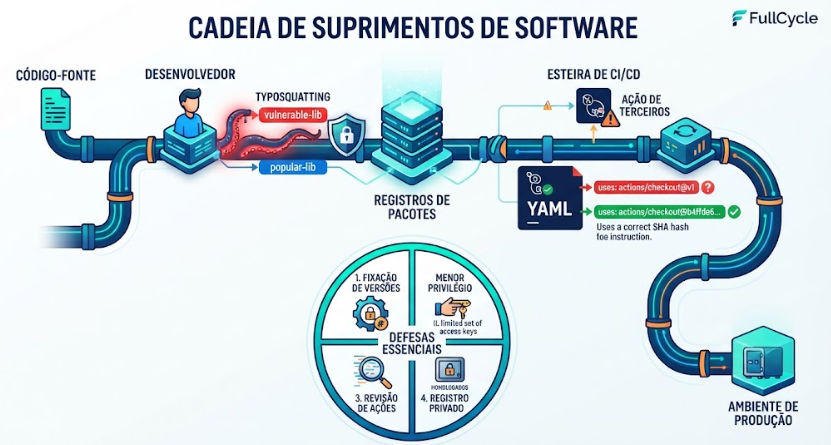 CADEIA DE SUPRIMENTOS DE SOFTWARE
FullCycle
CÓDIGO-FONTE
DESENVOLVEDOR
TYPOSQUATTING
vulnerable-lib
popular-lib
REGISTROS DE
PACOTES
ESTEIRA DE CI/CD
AÇÃO DE
TERCEIROS
YAML
uses: actions/checkout@v1
?
uses: actions/checkout@b4ffde6...
Uses a correct SHA hash
foe instruction.
1. FIXAÇÃO
DE VERSÕES
#
MENOR
PRIVILÉGIO
IL limited set of
access keys
DEFESAS
ESSENCIAIS
3. REVISÃO
DE AÇÕES
HOMOLOGADOS
4. REGISTRO
PRIVADO
AMBIENTE DE
PRODUÇÃO